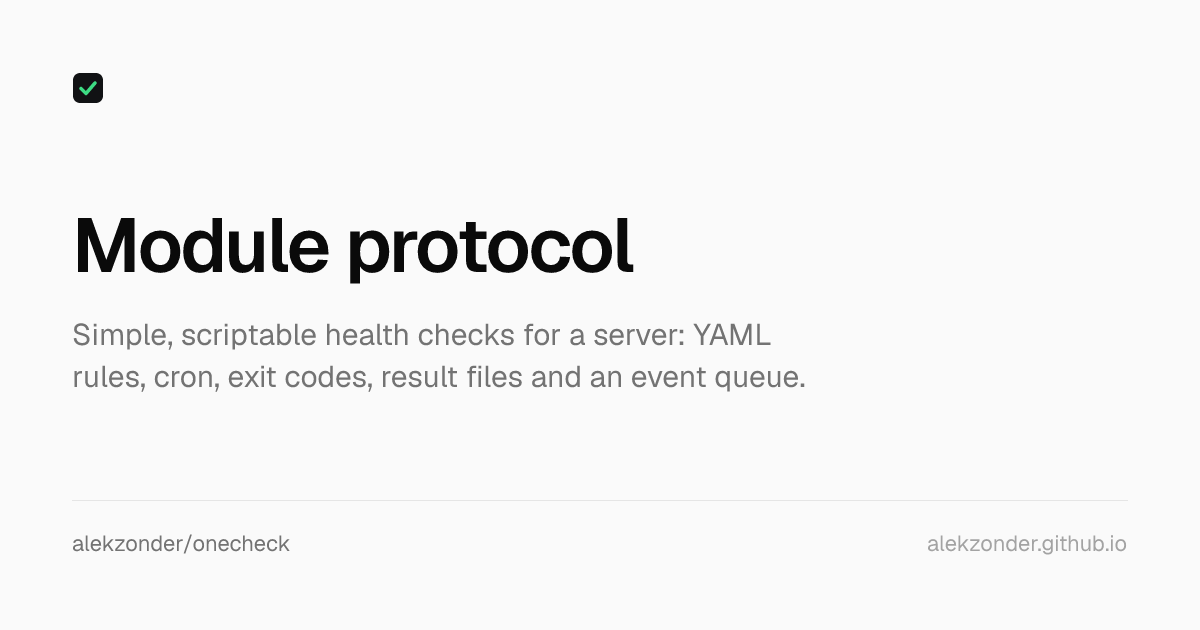 Module protocol
Simple, scriptable health checks for a server: YAML
rules, cron, exit codes, result files and an event queue.
alekzonder/onecheck
alekzonder.github.io